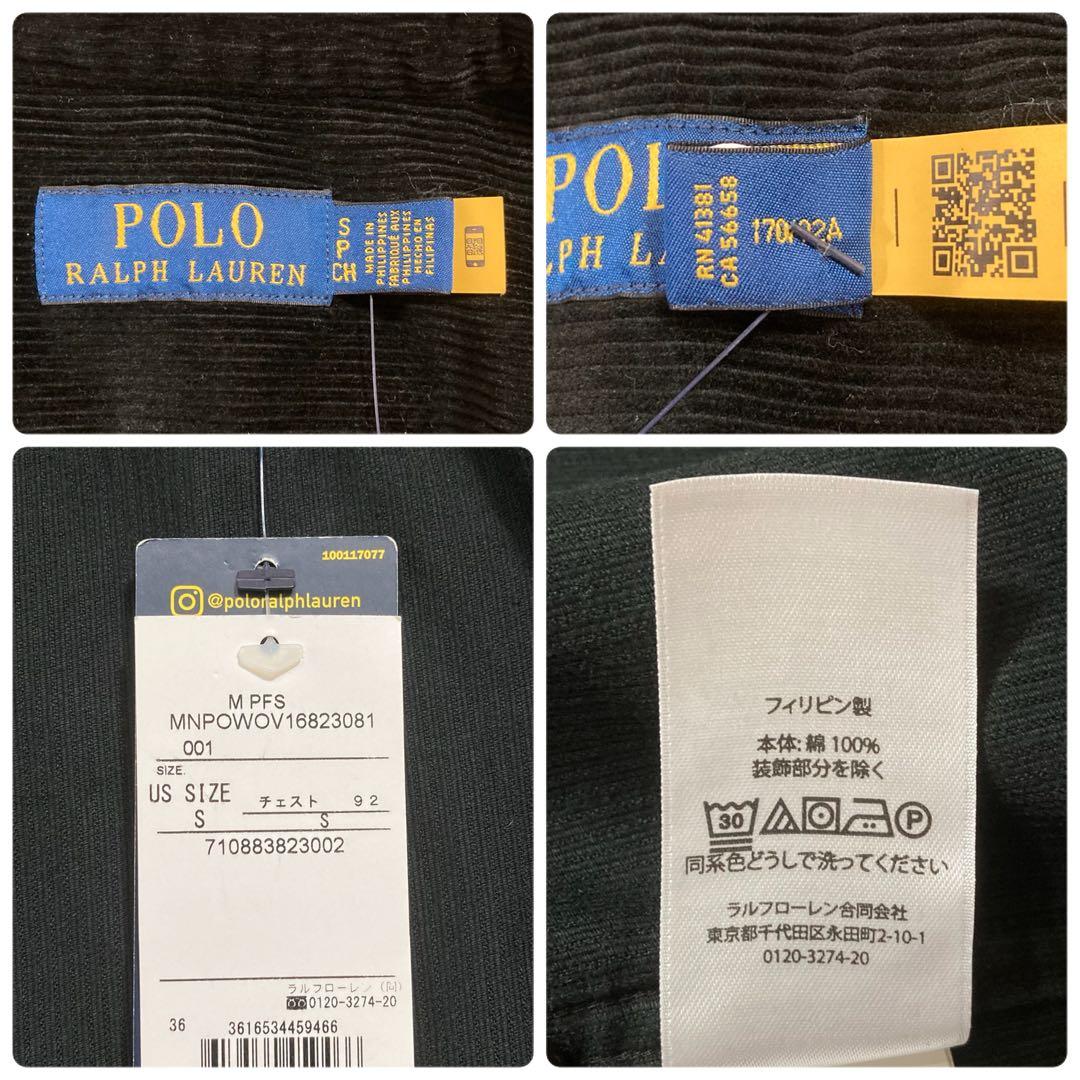 POLO
RALPH LAUREN
S
P
CH
MADE IN
PHILIPPINES
FABRIQUÉ AUX
PHILIPPINES
HECHO EN
FILIPINAS
POL
LPH L
RN 41381
CA 56658
100117077
@poloralphlauren
M PFS
MNPOWOV16823081
001
SIZE.
US SIZE
チェスト 92
S
S
710883823002
ラルフローレン(同)
0120-3274-20
36
3616534459466
フィリピン製
本体: 綿 100%
装飾部分を除く
30
P
同系色どうしで洗ってください
ラルフローレン合同会社
東京都千代田区永田町2-10-1
0120-3274-20